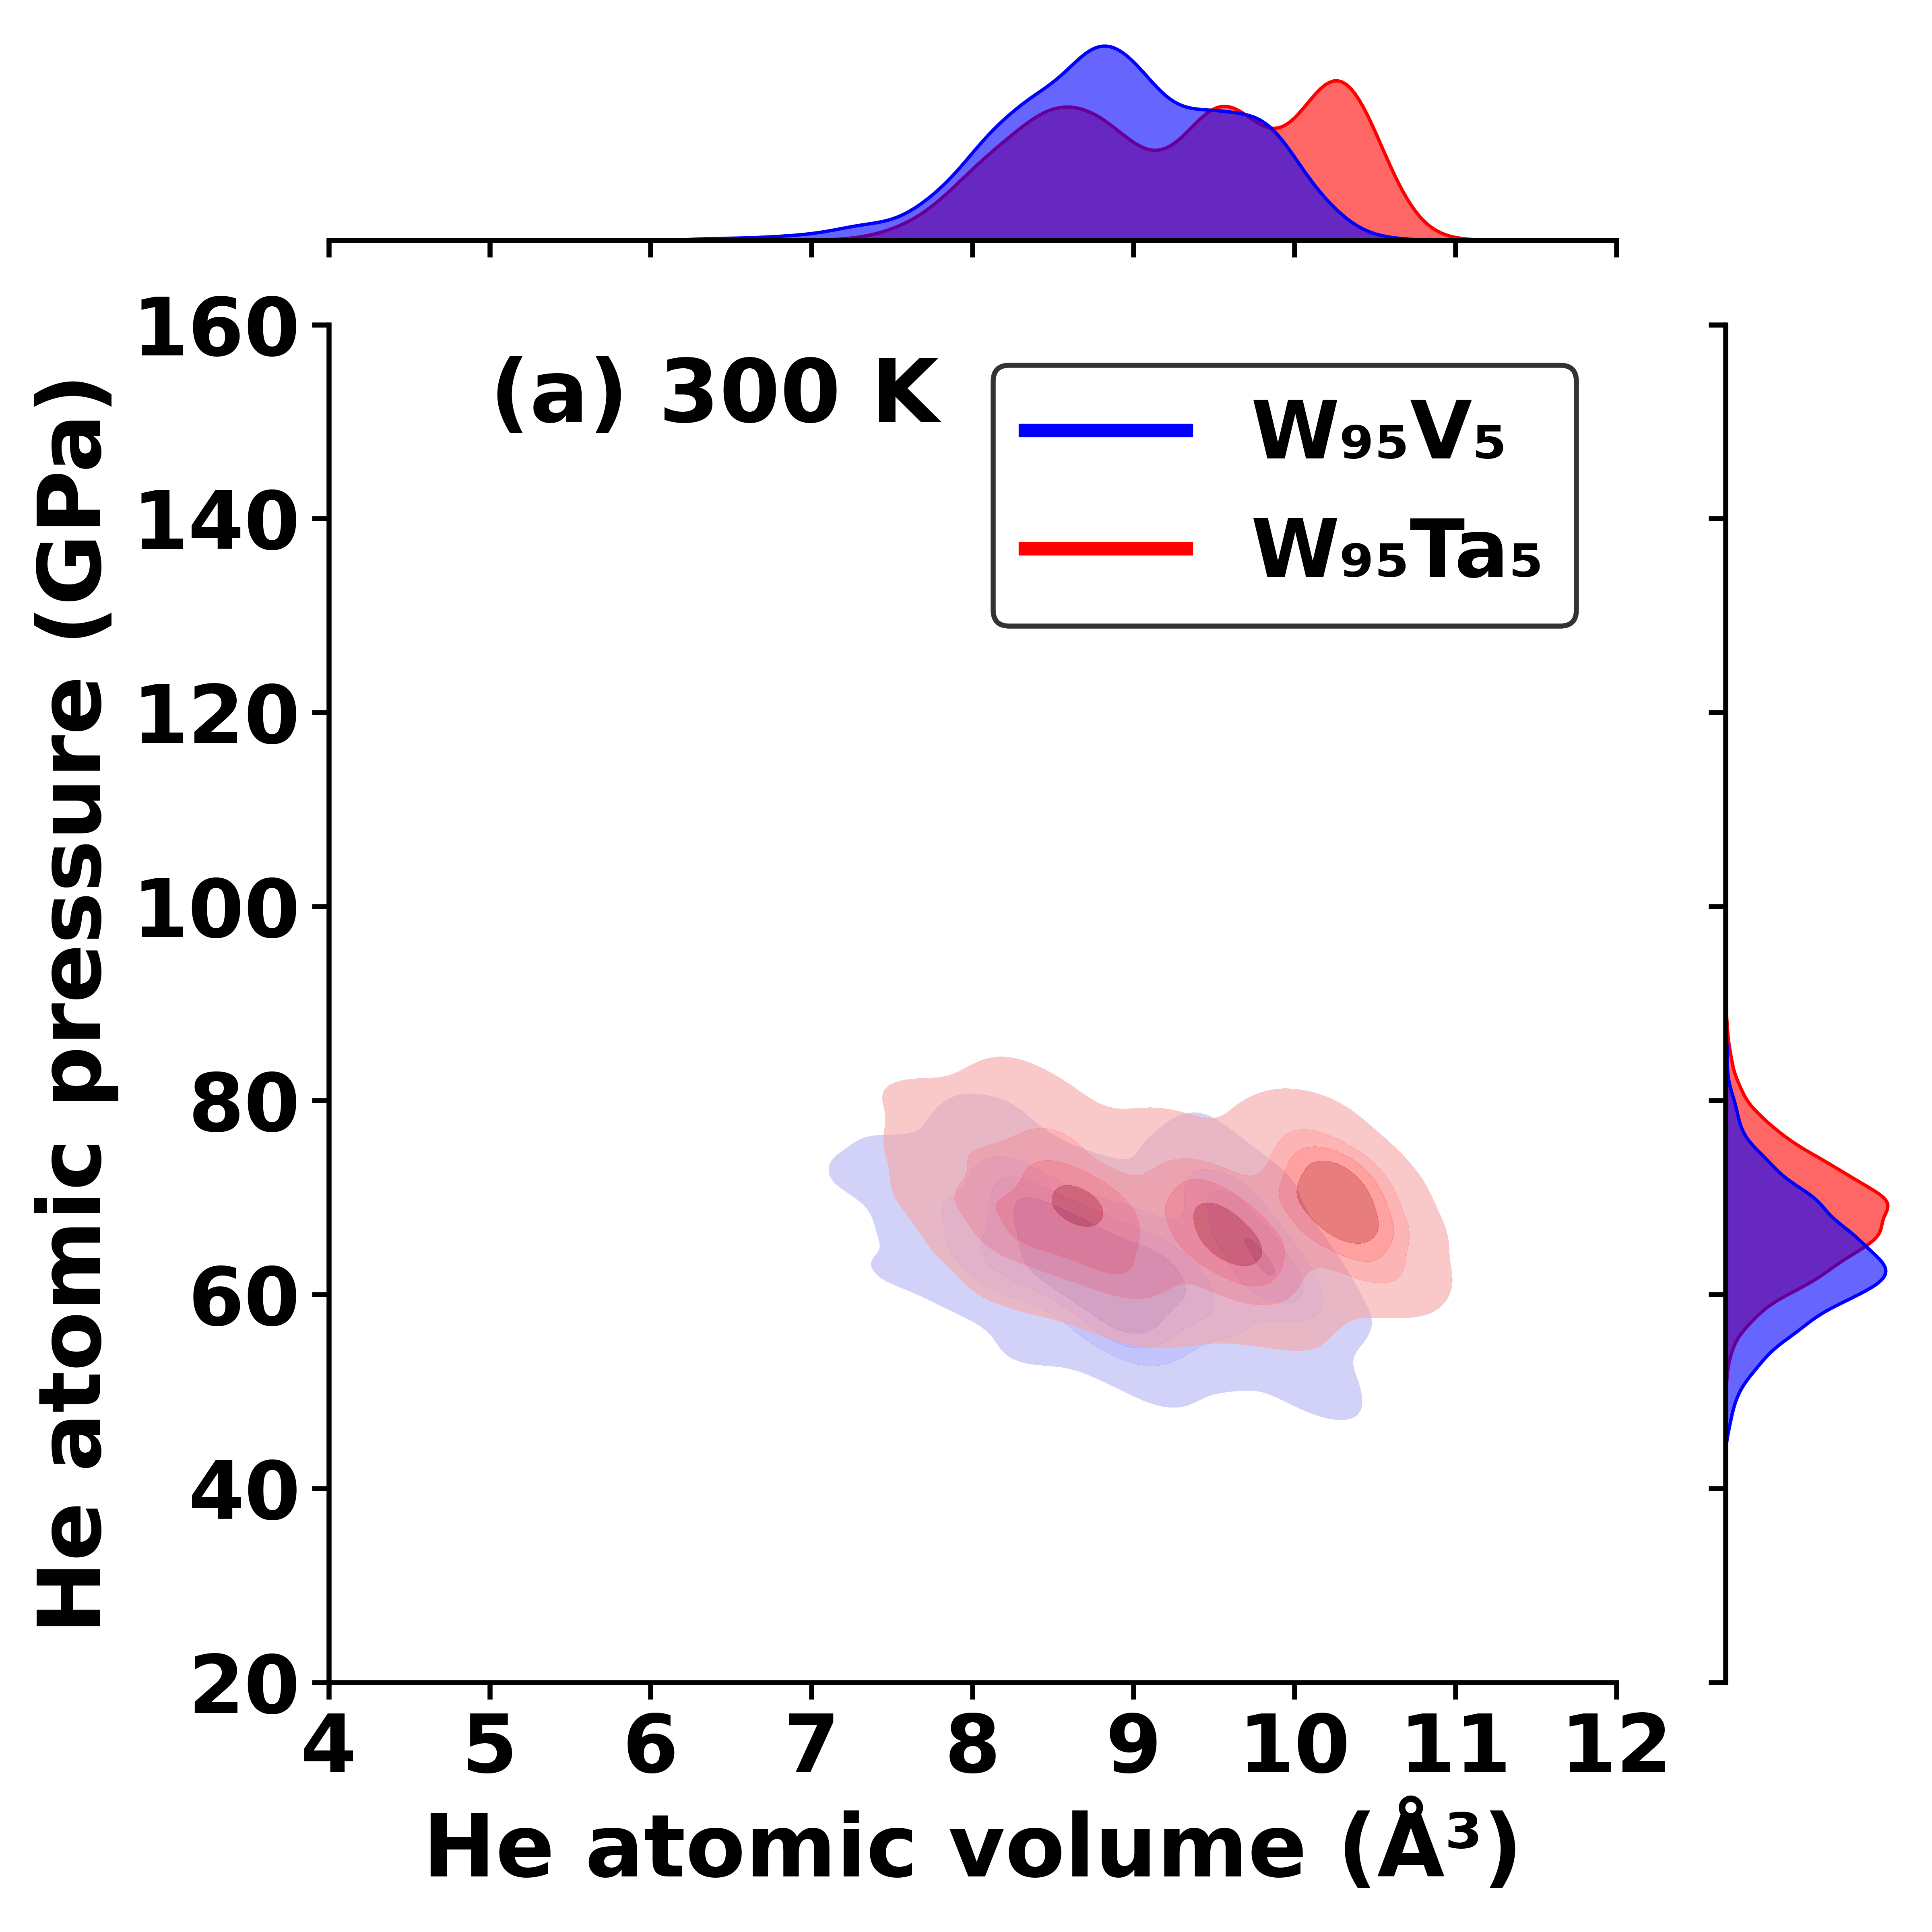 (a) 300 K
W₉₅V₅
W₉₅Ta₅
He atomic pressure (GPa)
160
140
120
100
80
60
40
20
4 5 6 7 8 9 10 11 12
He atomic volume (Å³)